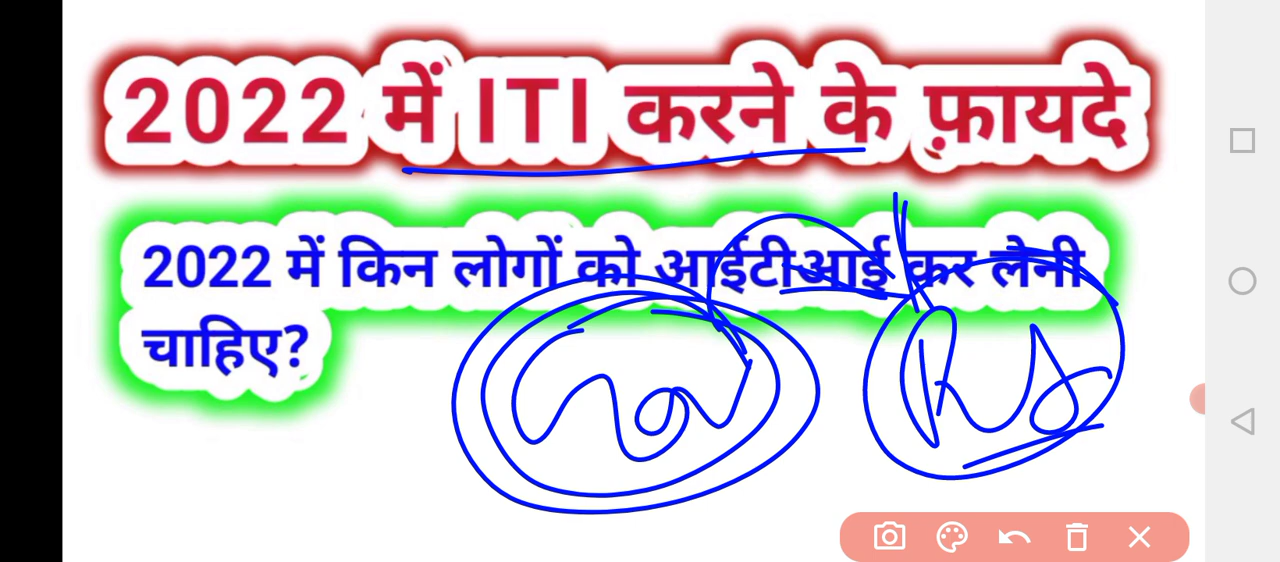 2022 में ITI करने के फ़ायदे
2022 में किन लोगों को आईटीआई कर लेनी
चाहिए?